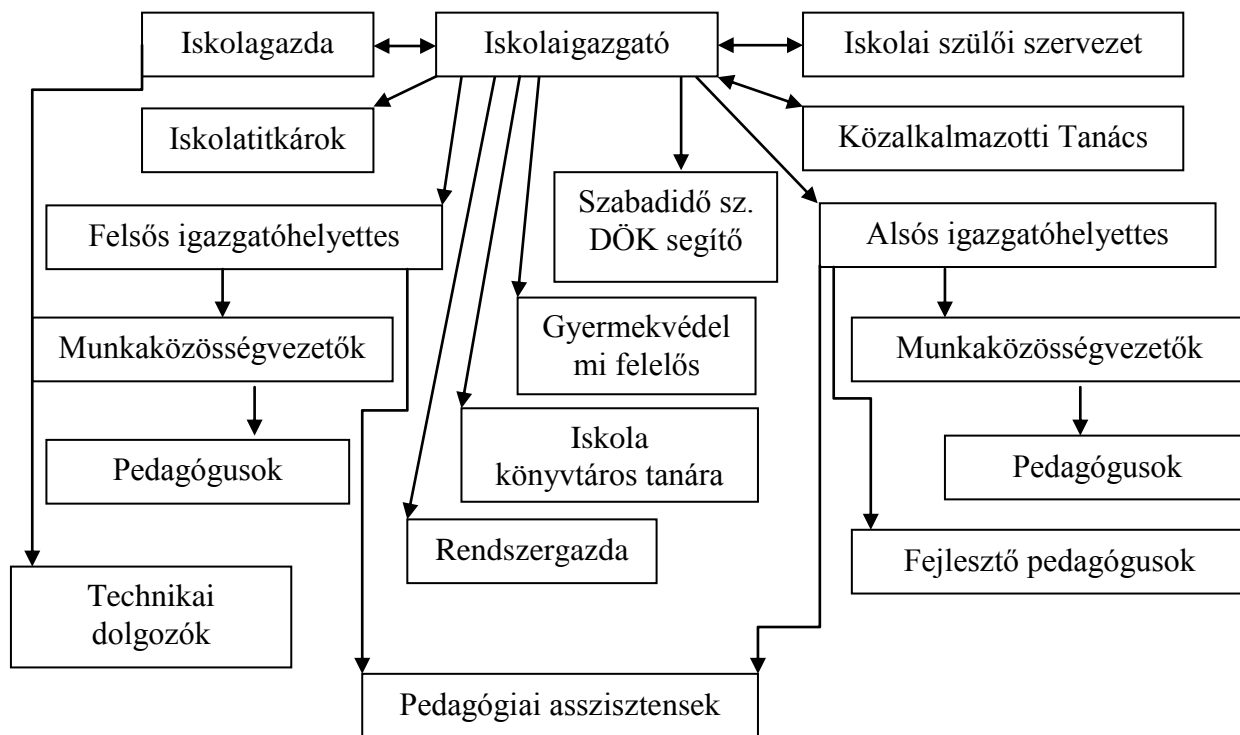 Iskolagazda
Iskolaigazgató
Iskolai szülői szervezet
Iskolatitkárok
Közalkalmazotti Tanács
Szabadidő sz.
DÖK segítő
Felsős igazgatóhelyettes
Alsós igazgatóhelyettes
Gyermekvédel
mi felelős
Munkaközösségvezetők
Munkaközösségvezetők
Iskola
könyvtáros tanára
Pedagógusok
Pedagógusok
Rendszergazda
Fejlesztő pedagógusok
Technikai
dolgozók
Pedagógiai asszisztensek